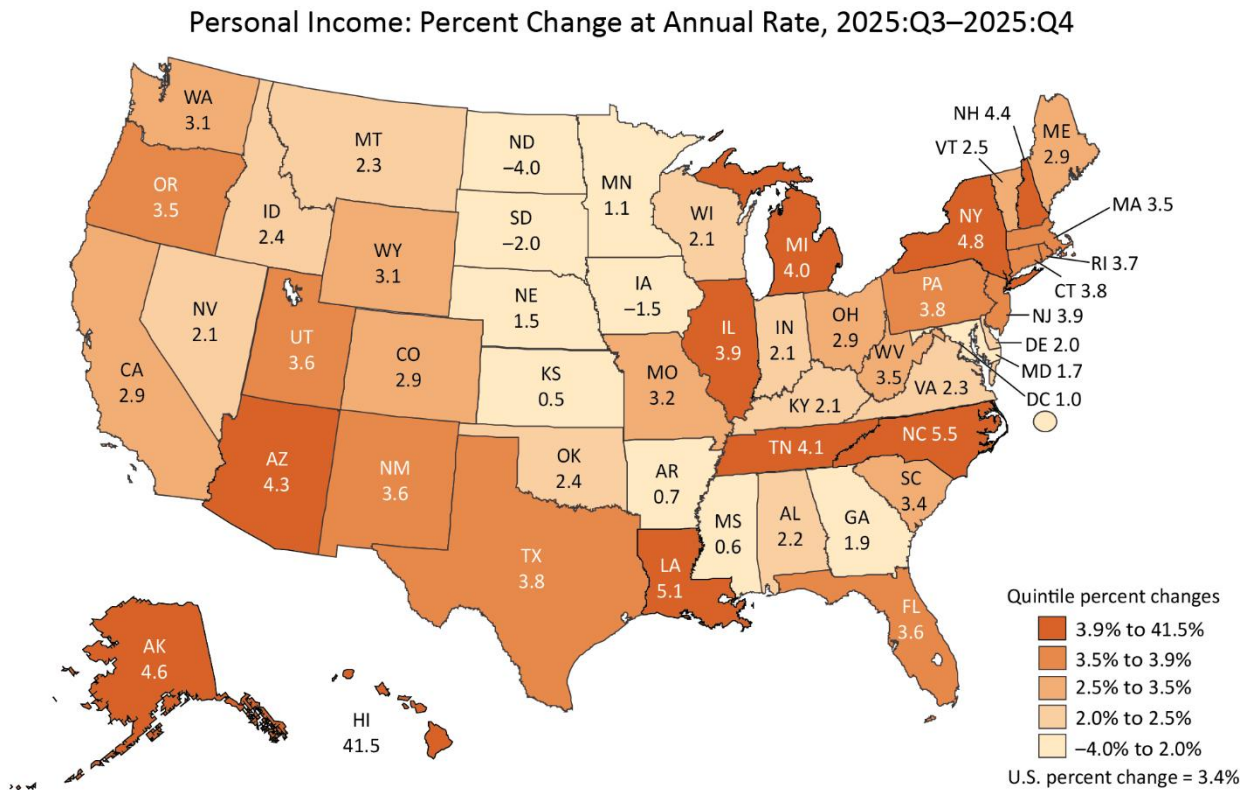 Personal Income: Percent Change at Annual Rate, 2025:Q3–2025:Q4
WA
3.1
MT
2.3
ND
–4.0
MN
1.1
NH 4.4
VT 2.5
ME
2.9
OR
3.5
ID
2.4
SD
–2.0
WI
2.1
NY
4.8
MA 3.5
WY
3.1
MI
4.0
RI 3.7
CT 3.8
NV
2.1
NE
1.5
IA
–1.5
PA
3.8
NJ 3.9
UT
3.6
CO
2.9
IL
3.9
IN
2.1
OH
2.9
DE 2.0
MD 1.7
DC 1.0
CA
2.9
KS
0.5
MO
3.2
WV
3.5
VA 2.3
KY 2.1
AZ
4.3
NM
3.6
OK
2.4
AR
0.7
TN 4.1
NC 5.5
SC
3.4
MS
0.6
AL
2.2
GA
1.9
TX
3.8
LA
5.1
FL
3.6
AK
4.6
HI
41.5
Quintile percent changes
3.9% to 41.5%
3.5% to 3.9%
2.5% to 3.5%
2.0% to 2.5%
–4.0% to 2.0%
U.S. percent change = 3.4%